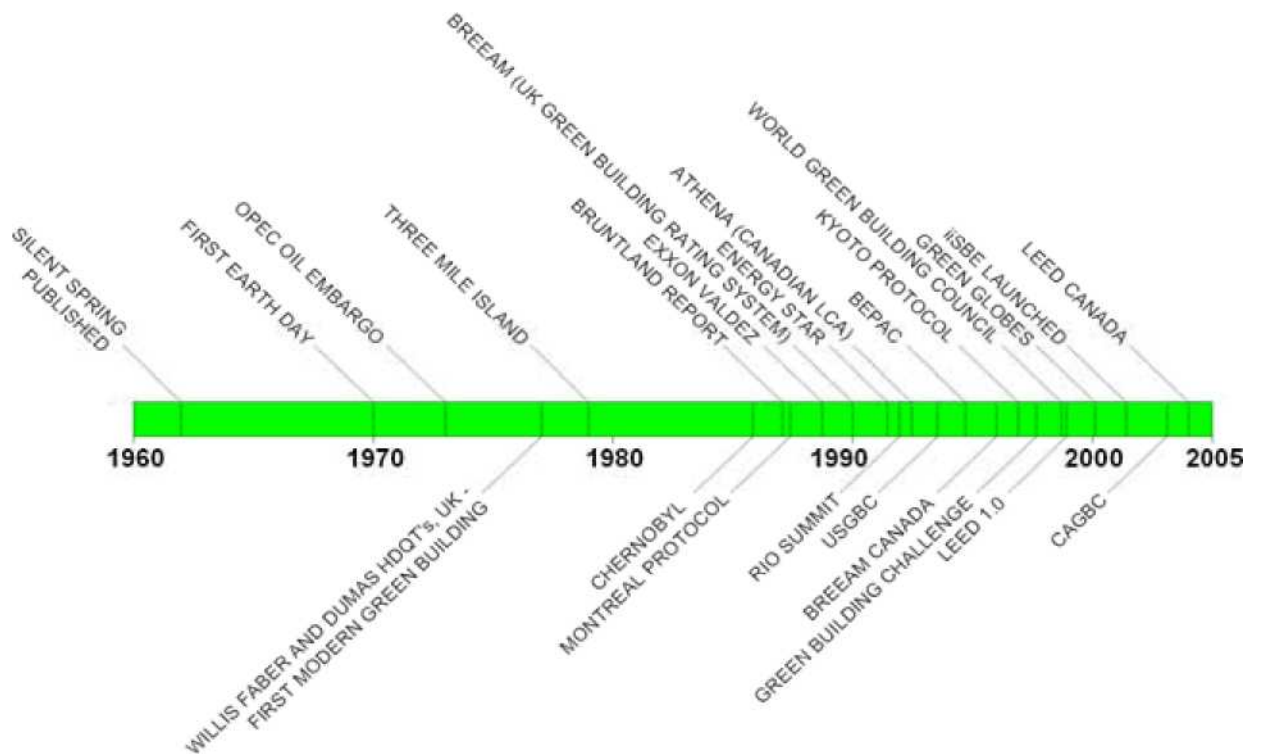 SILENT SPRING
PUBLISHED
FIRST EARTH DAY
OPEC OIL EMBARGO
THREE MILE ISLAND
BRUNTLAND REPORT
EXXON VALDEZ
BREEAM (UK GREEN BUILDING RATING SYSTEM)
ENERGY STAR
ATHENA (CANADIAN LCA)
BEPAC
KYOTO PROTOCOL
WORLD GREEN BUILDING COUNCIL
GREEN GLOBES
iiSBE LAUNCHED
LEED CANADA
1960
1970
1980
1990
2000
2005
WILLIS FABER AND DUMAS HDQT's, UK -
FIRST MODERN GREEN BUILDING
CHERNOBYL
MONTREAL PROTOCOL
RIO SUMMIT
USGBC
BREEAM CANADA
GREEN BUILDING CHALLENGE
LEED 1.0
CAGBC